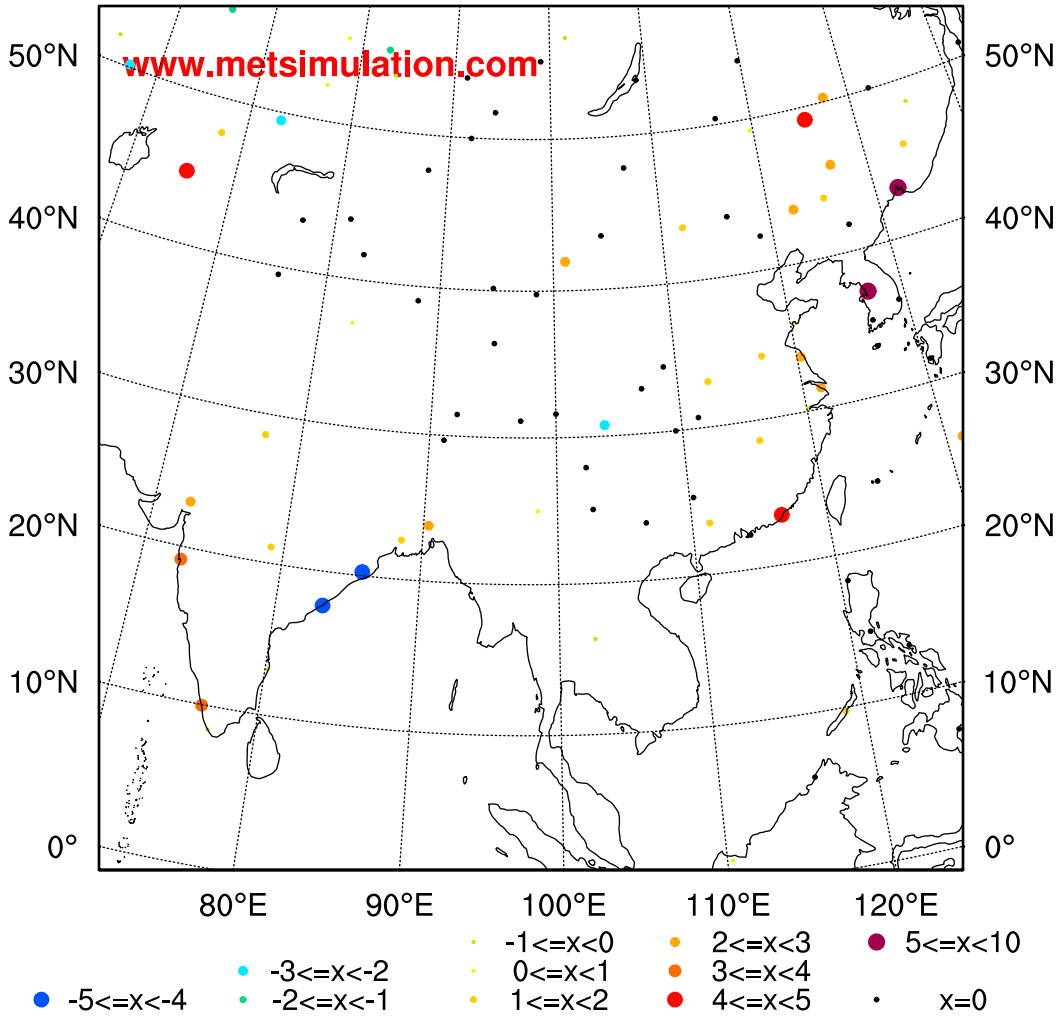 www.metsimulation.com
50°N 50°N
40°N 40°N
30°N 30°N
20°N 20°N
10°N 10°N
0° 0°
80°E 90°E 100°E 110°E 120°E
-1<=x<0 2<=x<3 5<=x<10
-3<=x<-2 0<=x<1 3<=x<4
-5<=x<-4 -2<=x<-1 1<=x<2 4<=x<5 x=0